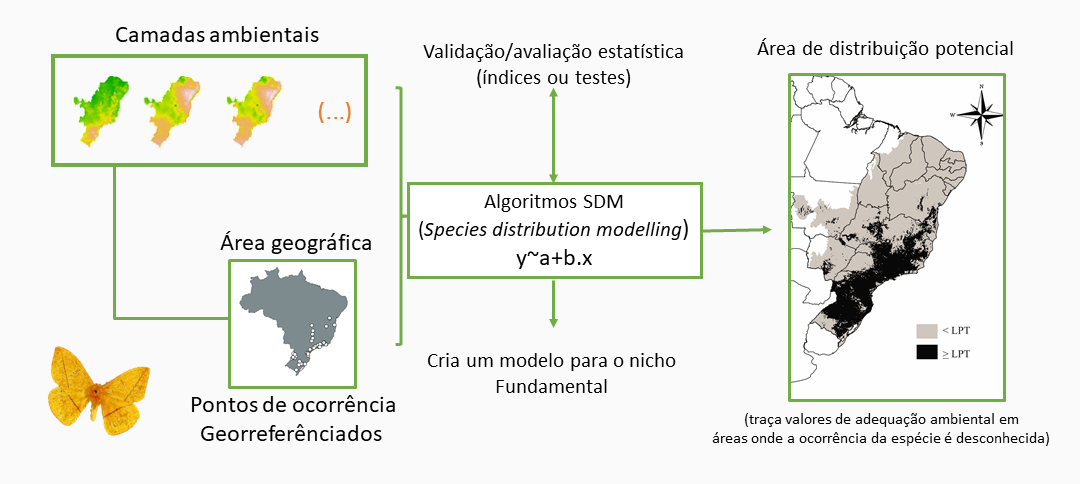 Camadas ambientais
(...)
Área geográfica
Pontos de ocorrência
Georreferênciados
Validação/avaliação estatística
(índices ou testes)
Algoritmos SDM
(Species distribution modelling)
y~a+b.x
Cria um modelo para o nicho
Fundamental
Área de distribuição potencial
N
W
E
S
< LPT
≥ LPT
(traça valores de adequação ambiental em
áreas onde a ocorrência da espécie é desconhecida)